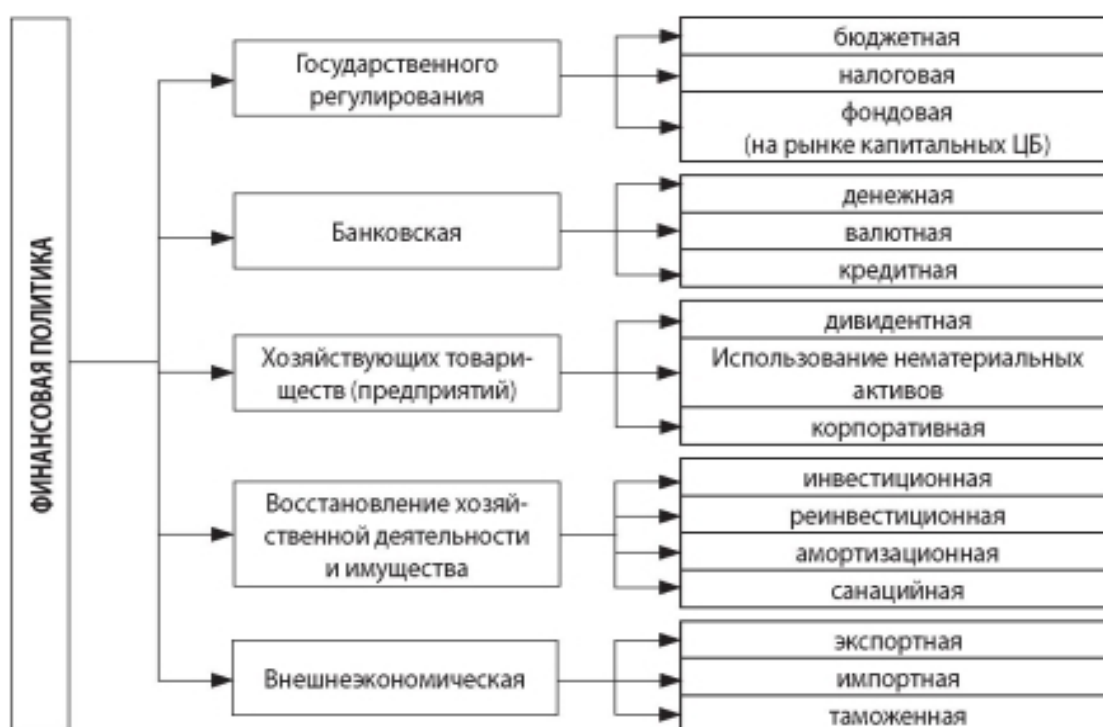 ФИНАНСОВАЯ ПОЛИТИКА
Государственного
регулирования
бюджетная
налоговая
фондовая
(на рынке капитальных ЦБ)
Банковская
денежная
валютная
кредитная
Хозяйствующих товари-
ществ (предприятий)
дивидентная
Использование нематериальных
активов
корпоративная
Восстановление хозяй-
ственной деятельности
и имущества
инвестиционная
реинвестиционная
амортизационная
санацийная
Внешнеэкономическая
экспортная
импортная
таможенная